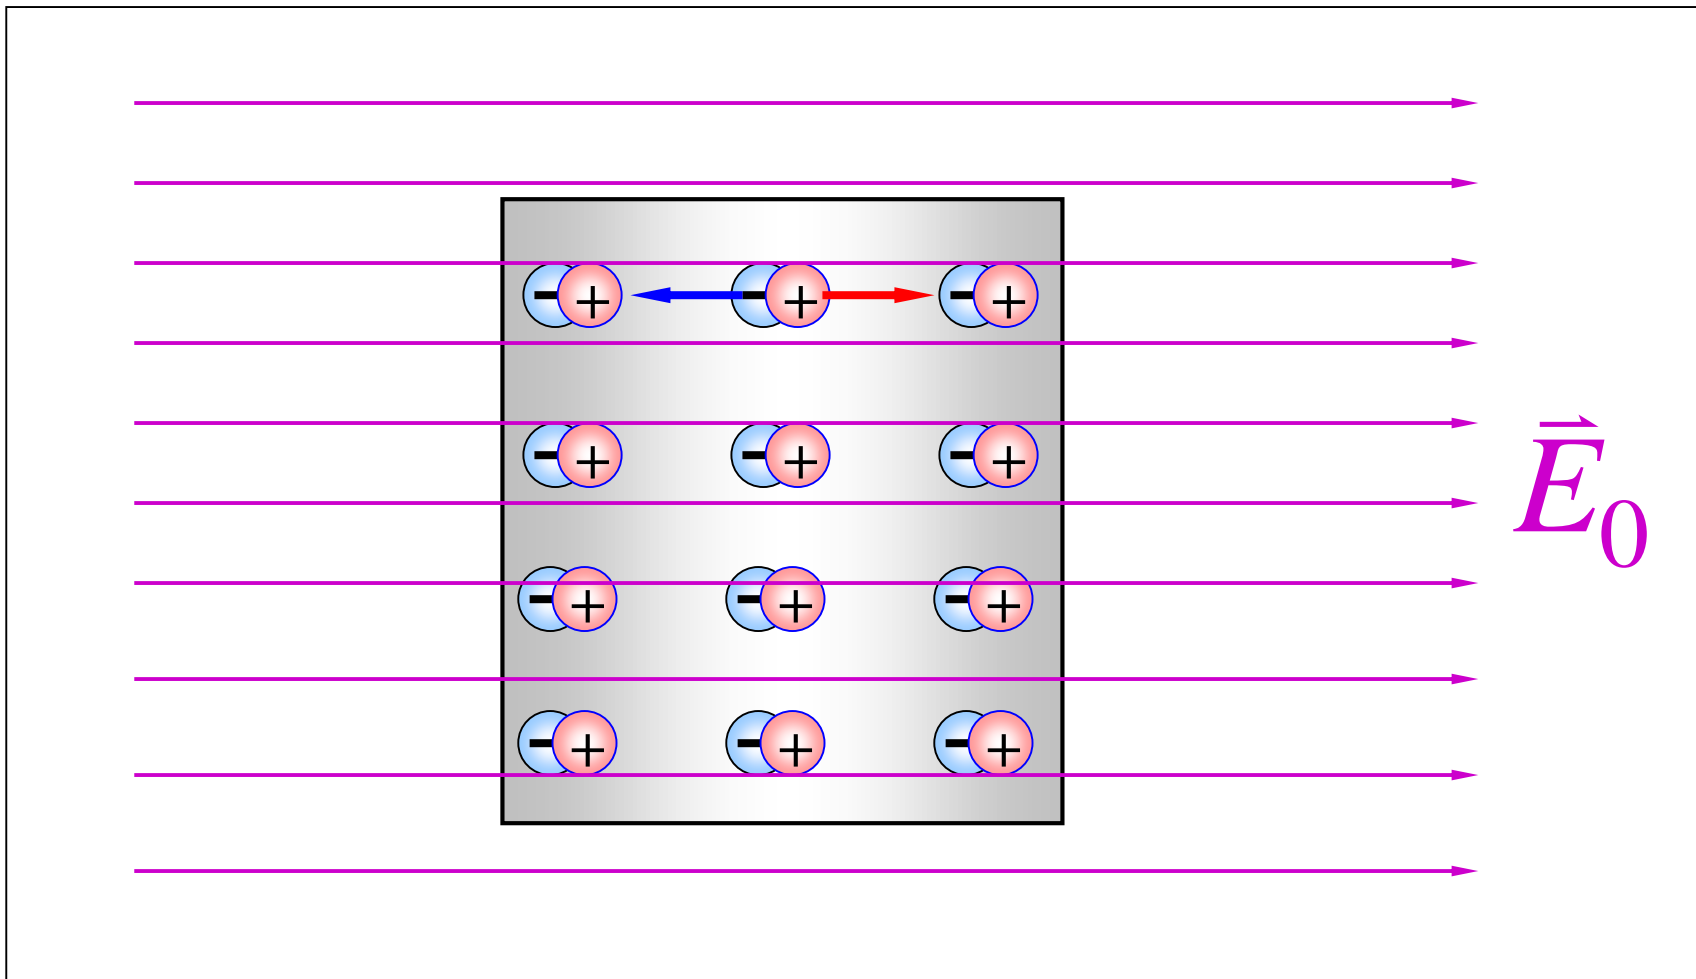 - + - + - +
- + - + - +
E⃗₀
- + - + - +
- + - + - +